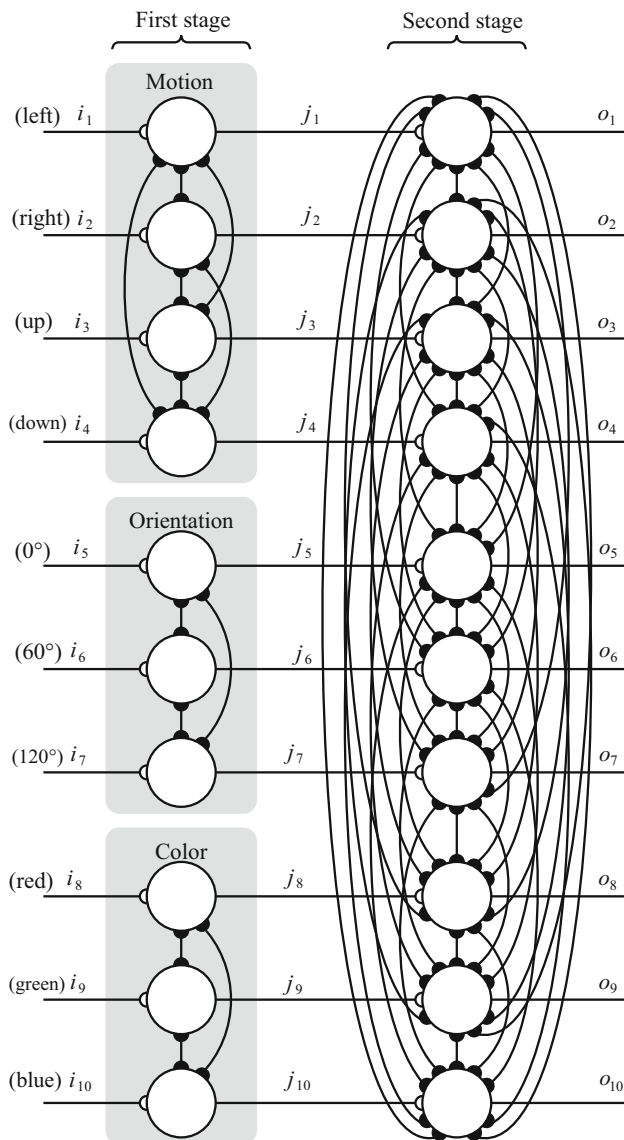 First stage Second stage
Motion
(left) i1 j1 o1
(right) i2 j2 o2
(up) i3 j3 o3
(down) i4 j4 o4
Orientation
(0°) i5 j5 o5
(60°) i6 j6 o6
(120°) i7 j7 o7
Color
(red) i8 j8 o8
(green) i9 j9 o9
(blue) i10 j10 o10